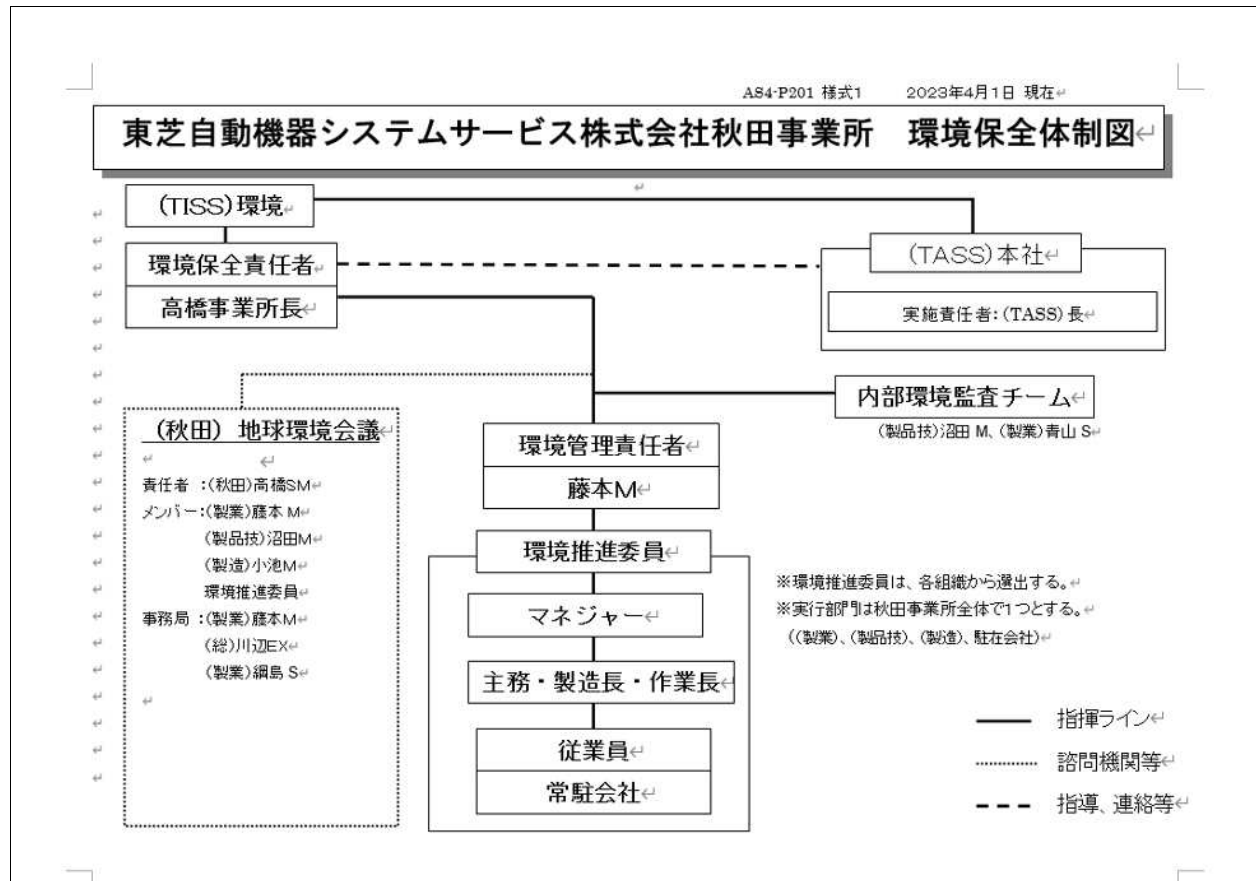 AS4-P201 様式1　2023年4月1日 現在
東芝自動機器システムサービス株式会社秋田事業所　環境保全体制図
(TISS)環境
環境保全責任者
高橋事業所長
(TASS)本社
実施責任者:(TASS)長
内部環境監査チーム
(製品技)沼田 M、(製業)青山 S
(秋田) 地球環境会議
責任者 :(秋田)高橋SM
メンバー:(製業)藤本 M
(製品技)沼田M
(製造)小池M
環境推進委員
事務局 :(製業)藤本M
(総)川辺EX
(製業)綱島 S
環境管理責任者
藤本M
環境推進委員
マネジャー
主務・製造長・作業長
従業員
常駐会社
※環境推進委員は、各組織から選出する。
※実行部門は秋田事業所全体で1つとする。
((製業)、(製品技)、(製造)、駐在会社)
指揮ライン
諮問機関等
指導、連絡等